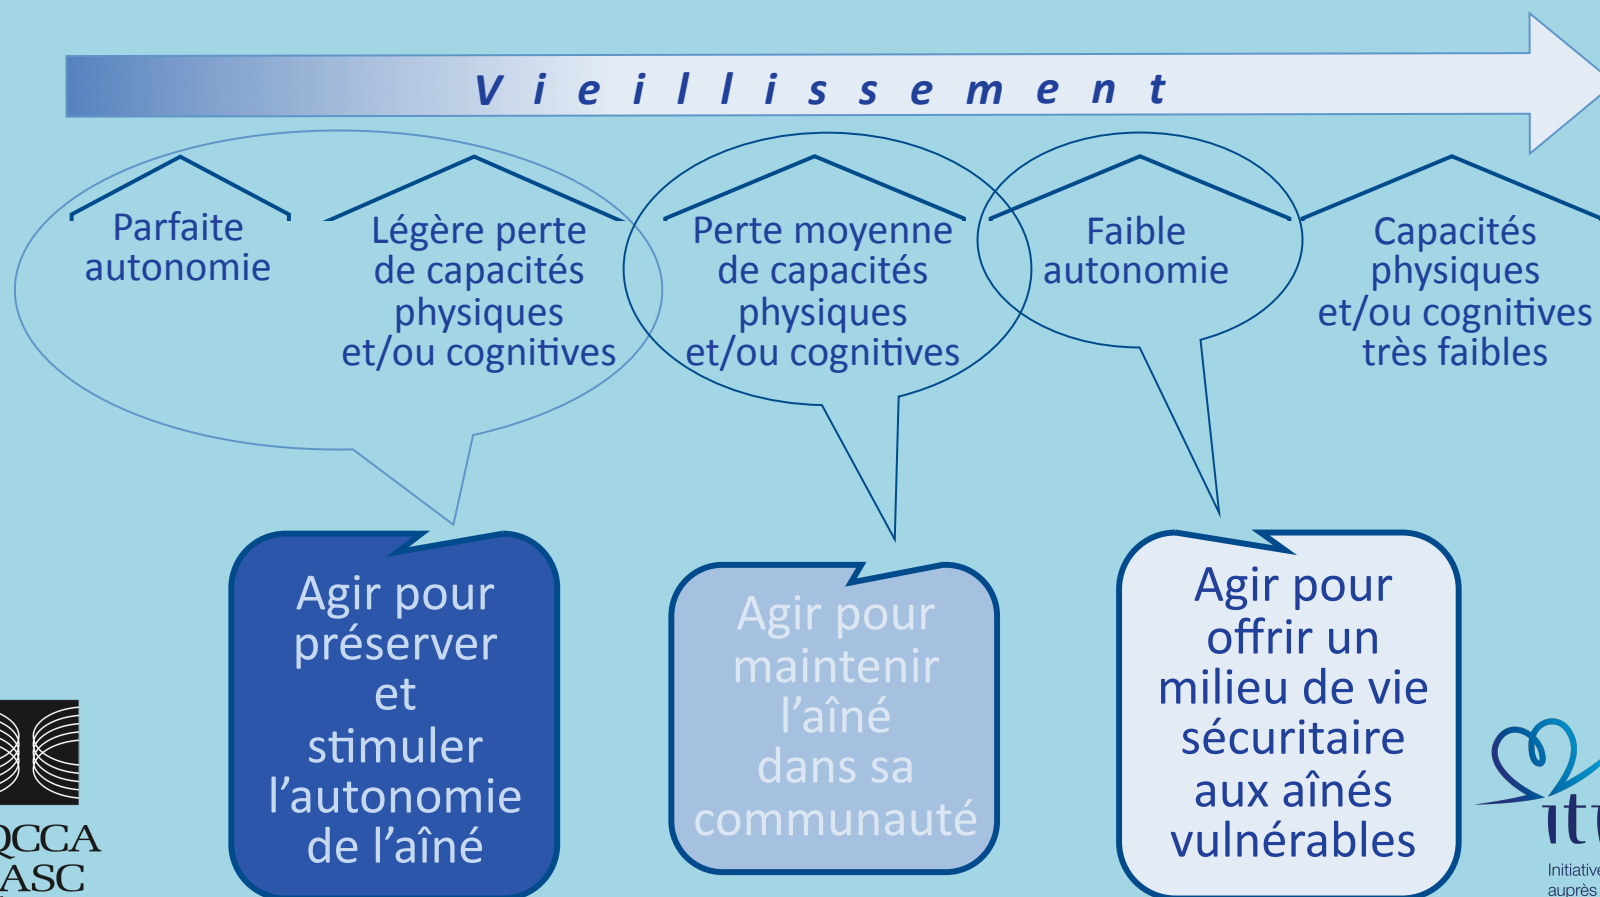 Vieillissement
Parfaite
autonomie
Légère perte
de capacités
physiques
et/ou cognitives
Perte moyenne
de capacités
physiques
et/ou cognitives
Faible
autonomie
Capacités
physiques
et/ou cognitives
très faibles
Agir pour
préserver
et
stimuler
l’autonomie
de l’aîné
Agir pour
maintenir
l’aîné
dans sa
communauté
Agir pour
offrir un
milieu de vie
sécuritaire
aux aînés
vulnérables
QCCA
ASC
Initiative
auprès